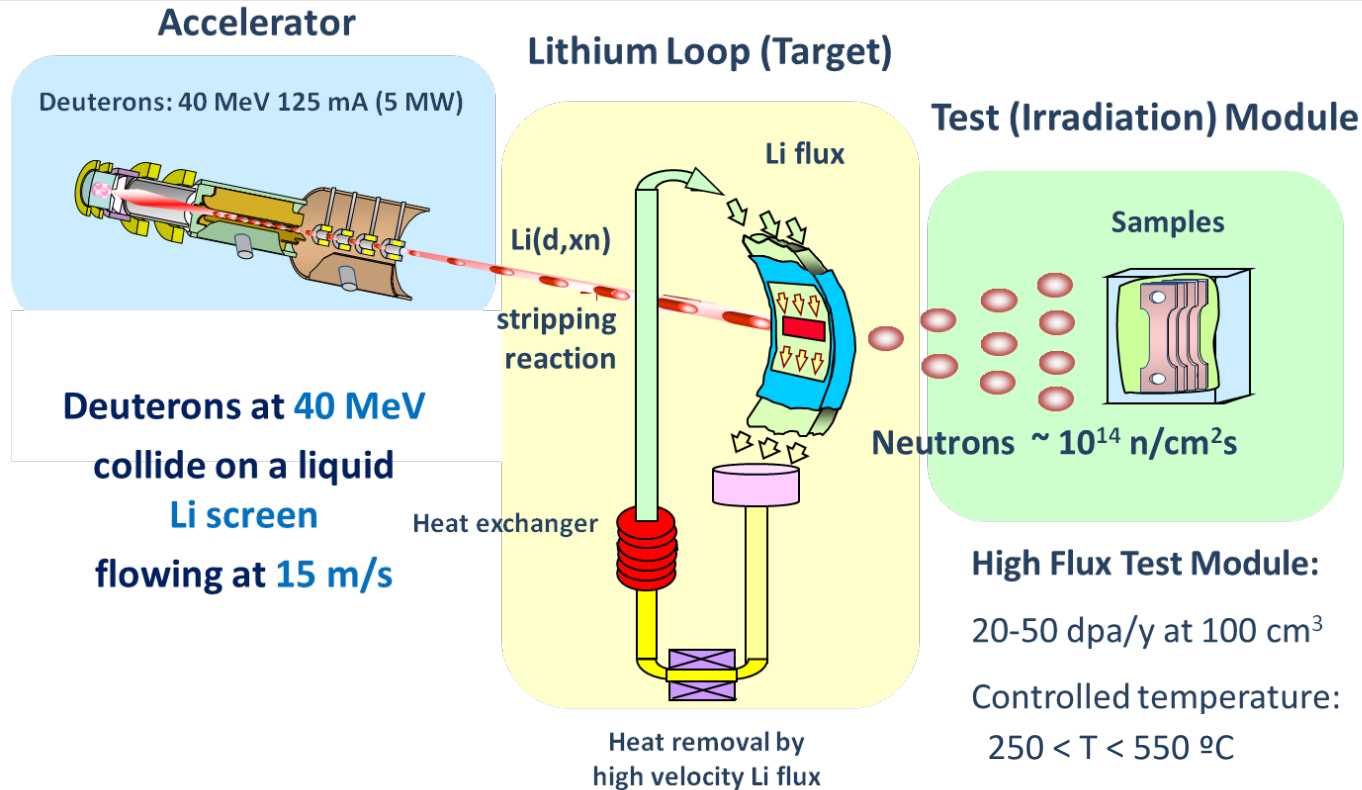 Accelerator
Deuterons: 40 MeV 125 mA (5 MW)
Deuterons at 40 MeV
collide on a liquid
Li screen
flowing at 15 m/s
Lithium Loop (Target)
Li flux
Li(d,xn)
stripping
reaction
Heat exchanger
Heat removal by
high velocity Li flux
Test (Irradiation) Module
Samples
Neutrons ~ 10¹⁴ n/cm²s
High Flux Test Module:
20-50 dpa/y at 100 cm³
Controlled temperature:
250 < T < 550 ºC